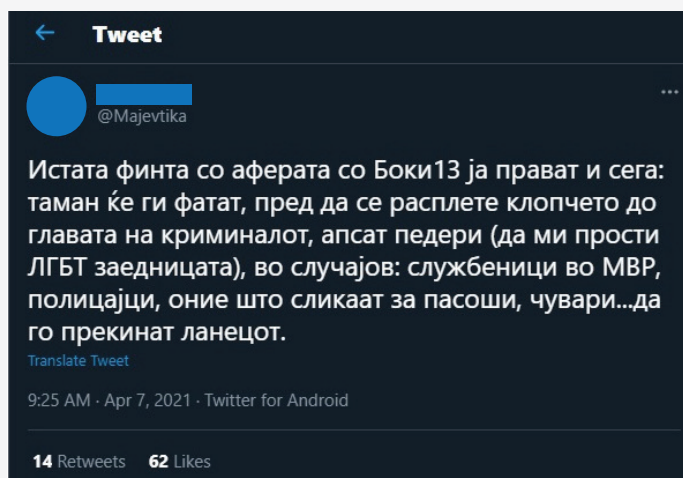 Tweet
@Majevtika
Истата финта со аферата со Боки13 ја прават и сега:
таман ќе ги фатат, пред да се расплете клопчето до
главата на криминалот, апсат педери (да ми прости
ЛГБТ заедницата), во случајов: службеници во МВР,
полицајци, оние што сликаат за пасоши, чувари...да
го прекинат ланецот.
Translate Tweet
9:25 AM · Apr 7, 2021 · Twitter for Android
14 Retweets 62 Likes